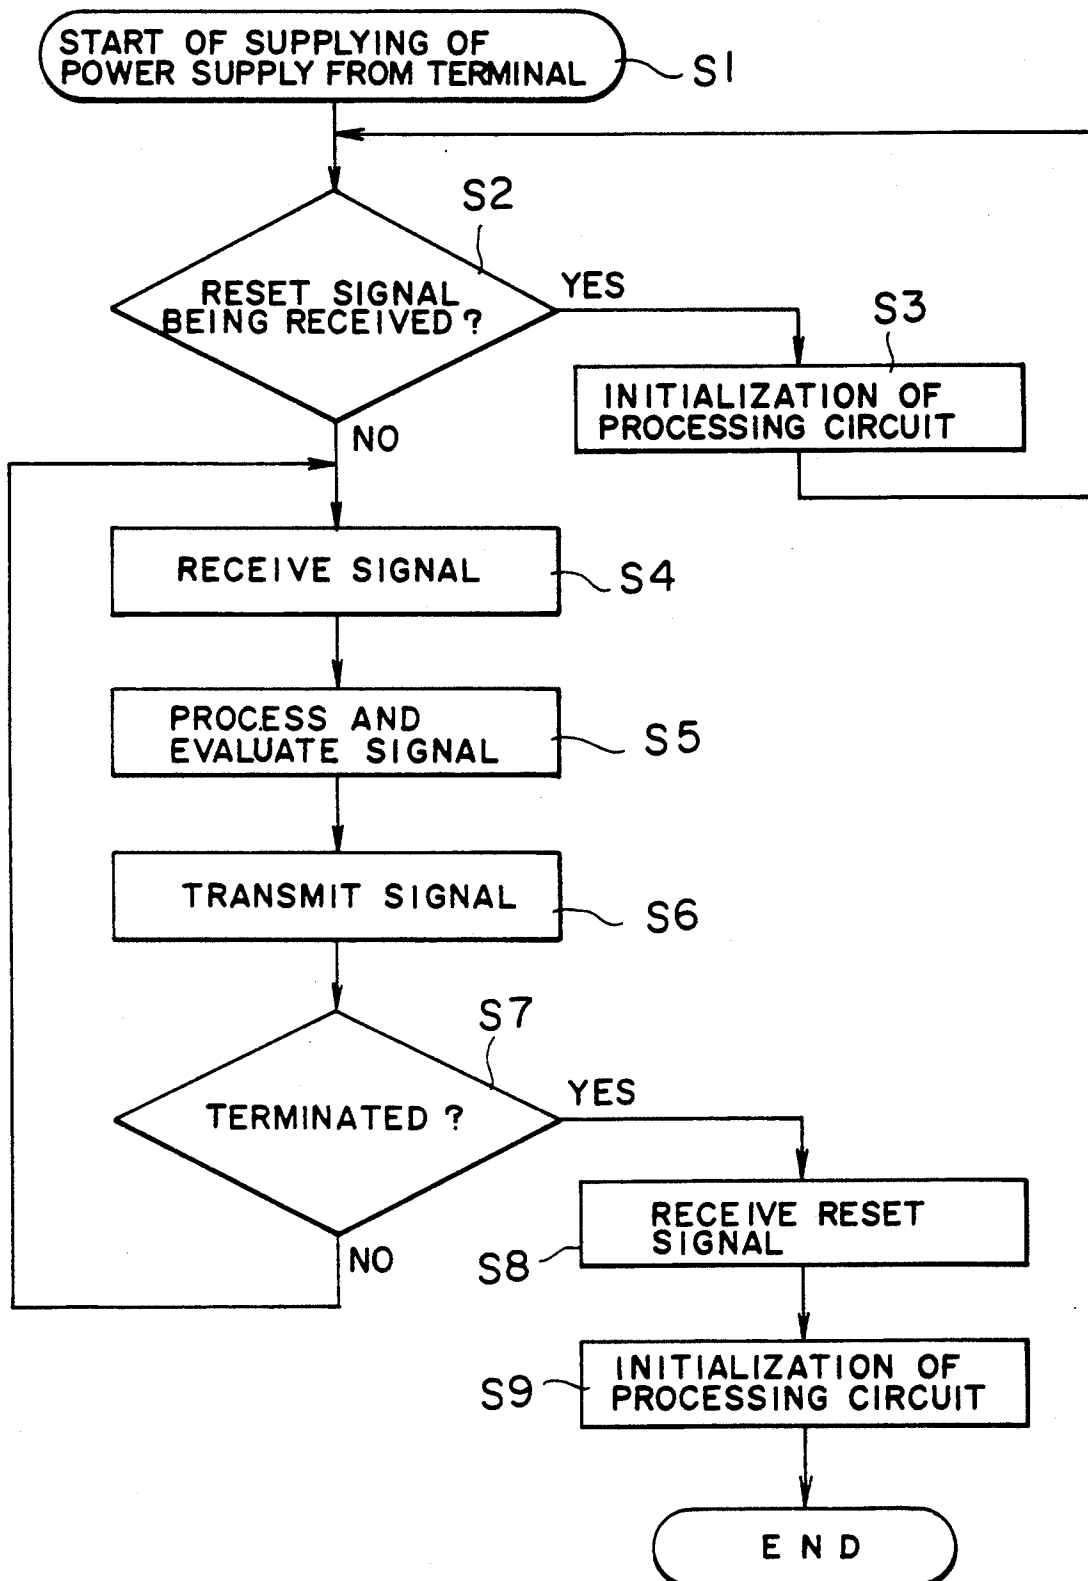 START OF SUPPLYING OF
POWER SUPPLY FROM TERMINAL
S1
S2
RESET SIGNAL
BEING RECEIVED?
YES
S3
INITIALIZATION OF
PROCESSING CIRCUIT
NO
RECEIVE SIGNAL
S4
PROCESS AND
EVALUATE SIGNAL
S5
TRANSMIT SIGNAL
S6
S7
TERMINATED?
YES
NO
RECEIVE RESET
SIGNAL
S8
INITIALIZATION OF
PROCESSING CIRCUIT
S9
END